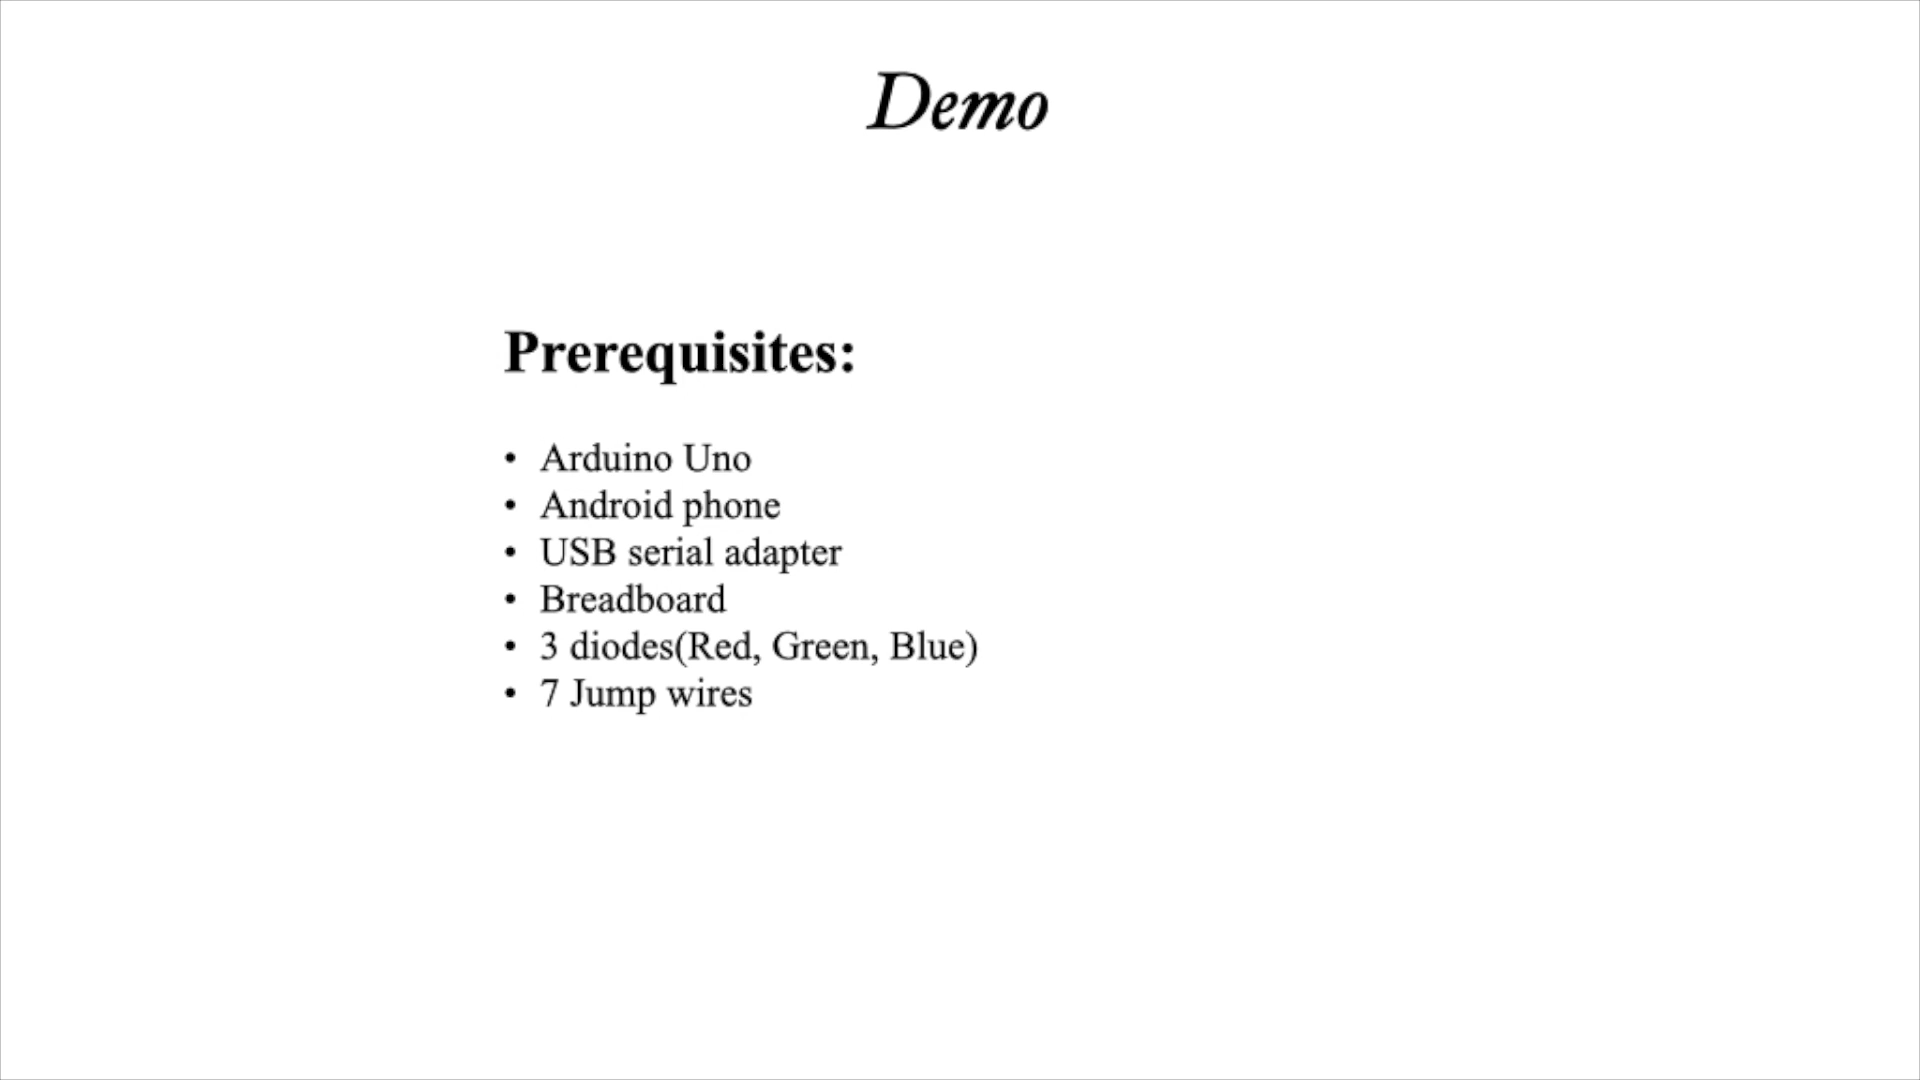 Demo
Prerequisites:
• Arduino Uno
• Android phone
• USB serial adapter
• Breadboard
• 3 diodes(Red, Green, Blue)
• 7 Jump wires